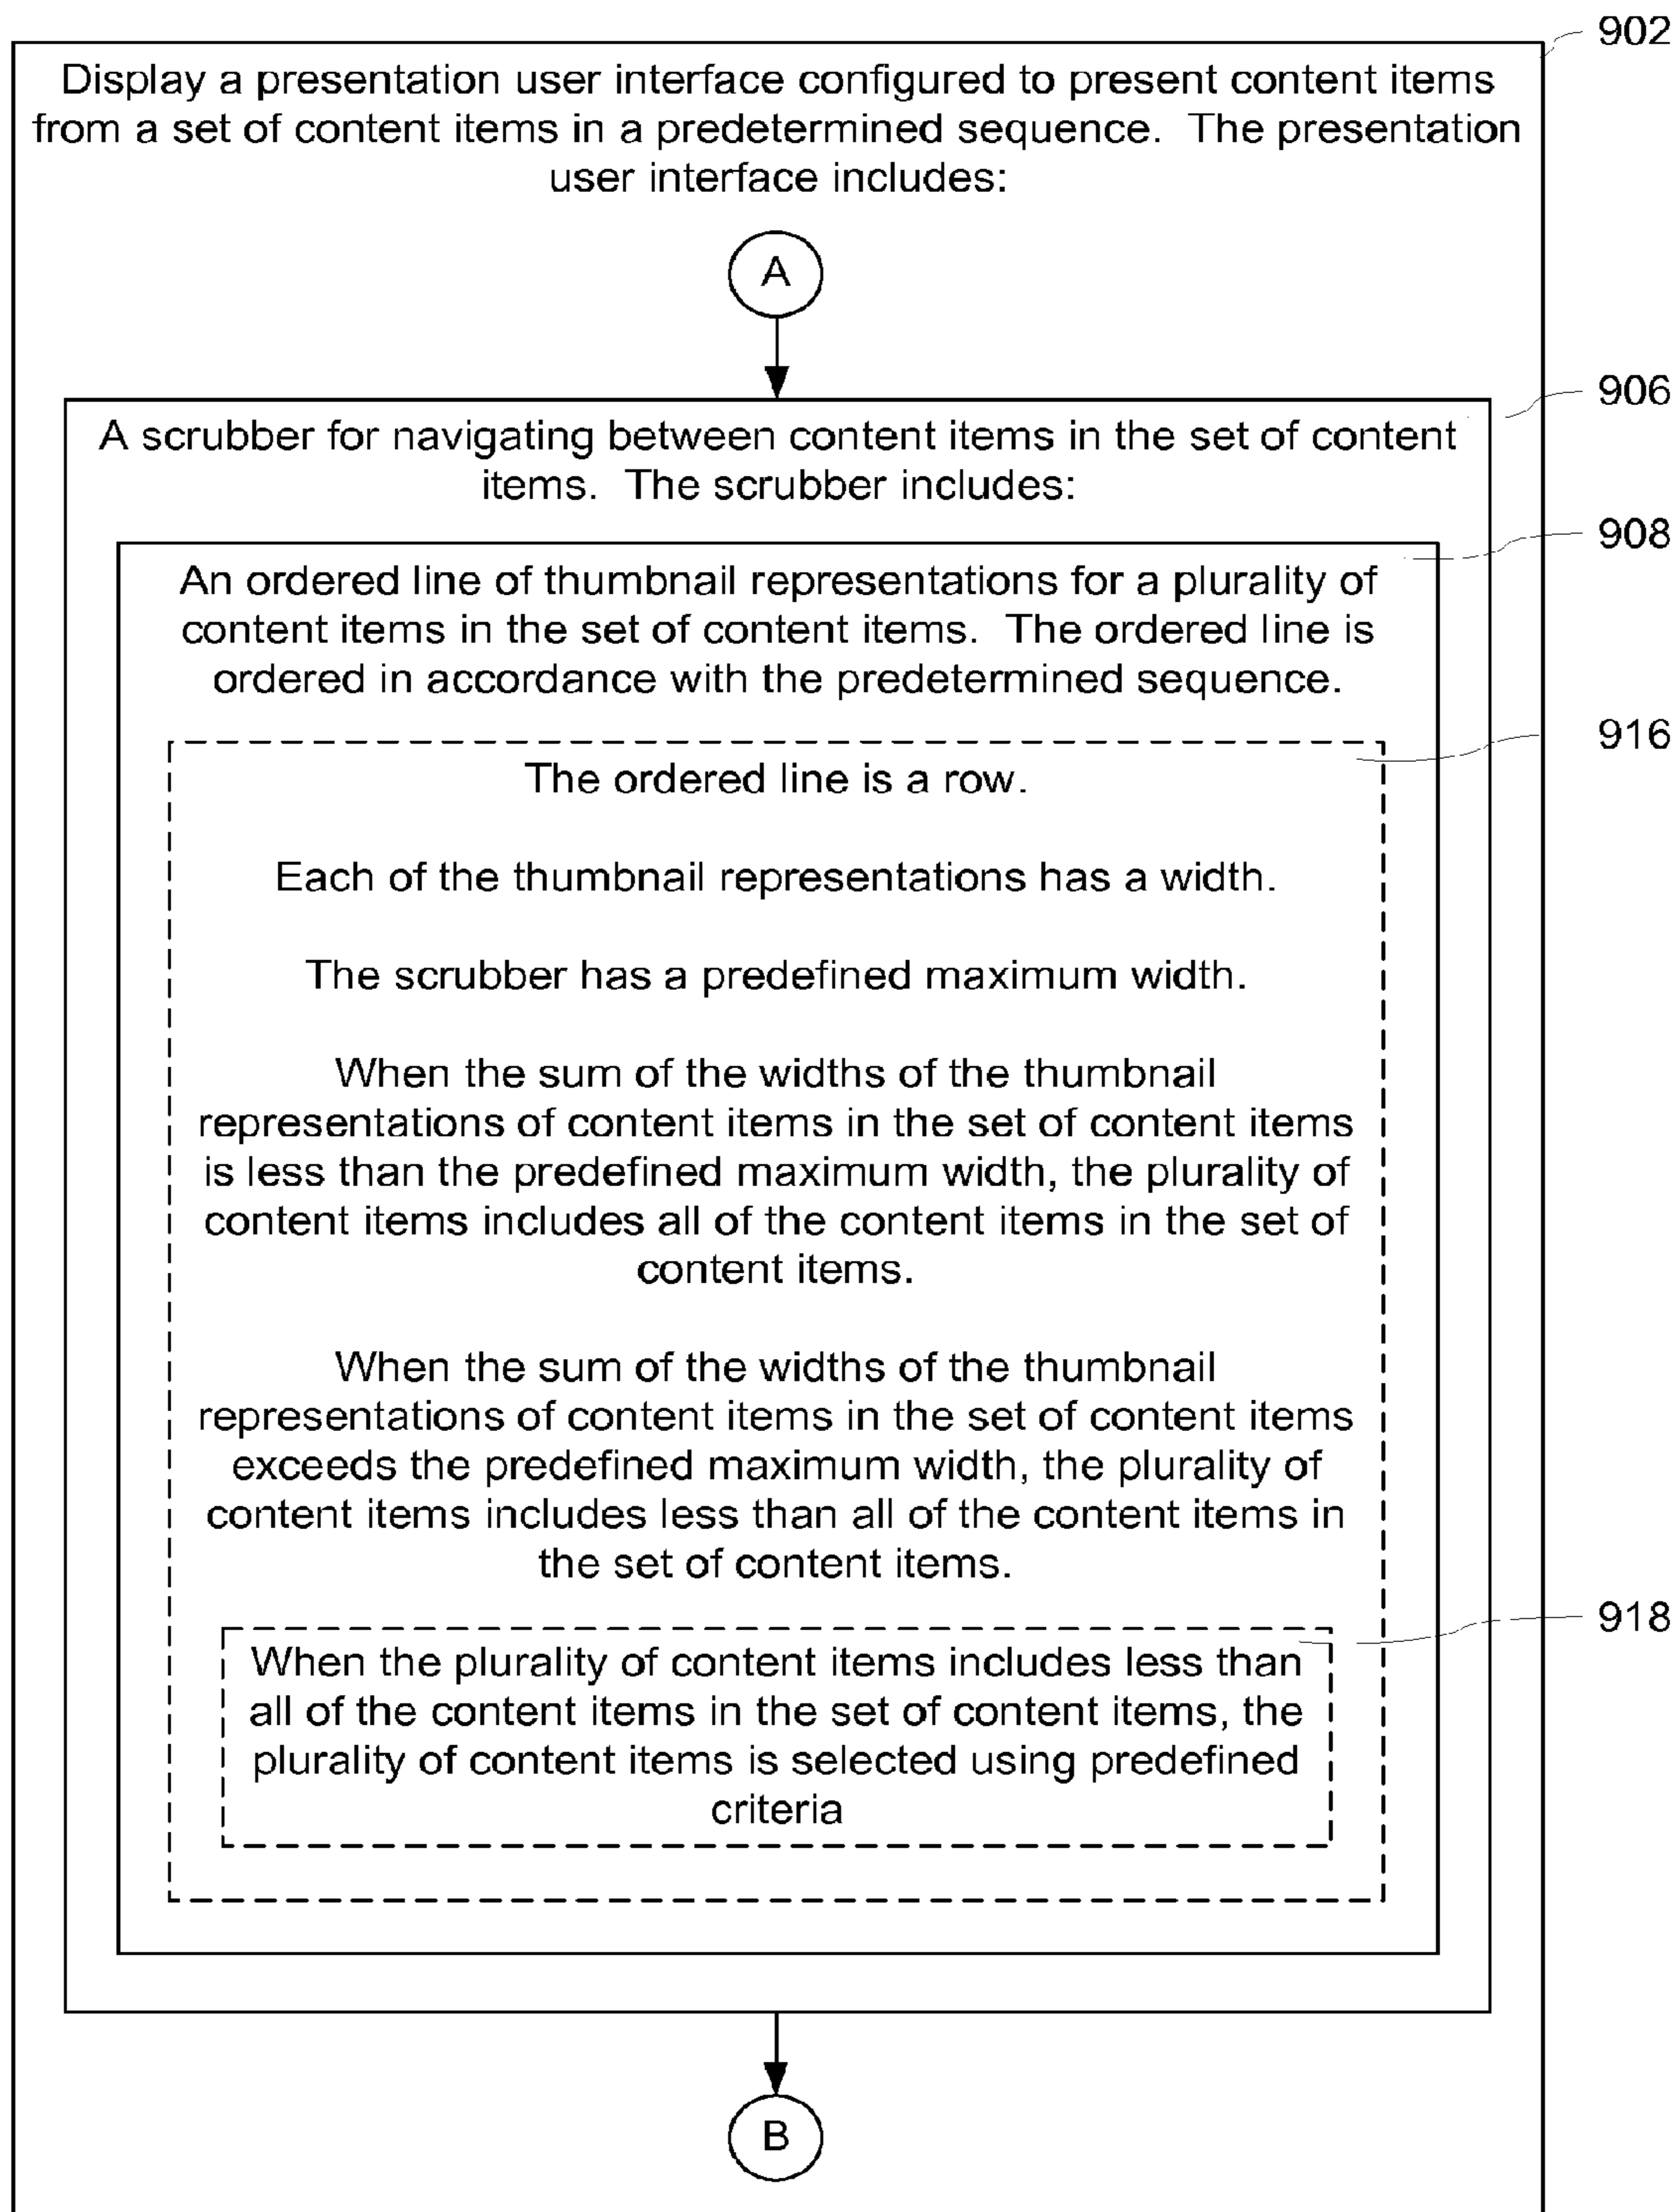 902
Display a presentation user interface configured to present content items
from a set of content items in a predetermined sequence. The presentation
user interface includes:
A
906
A scrubber for navigating between content items in the set of content
items. The scrubber includes:
908
An ordered line of thumbnail representations for a plurality of
content items in the set of content items. The ordered line is
ordered in accordance with the predetermined sequence.
916
The ordered line is a row.
Each of the thumbnail representations has a width.
The scrubber has a predefined maximum width.
When the sum of the widths of the thumbnail
representations of content items in the set of content items
is less than the predefined maximum width, the plurality of
content items includes all of the content items in the set of
content items.
When the sum of the widths of the thumbnail
representations of content items in the set of content items
exceeds the predefined maximum width, the plurality of
content items includes less than all of the content items in
the set of content items.
918
When the plurality of content items includes less than
all of the content items in the set of content items, the
plurality of content items is selected using predefined
criteria
B